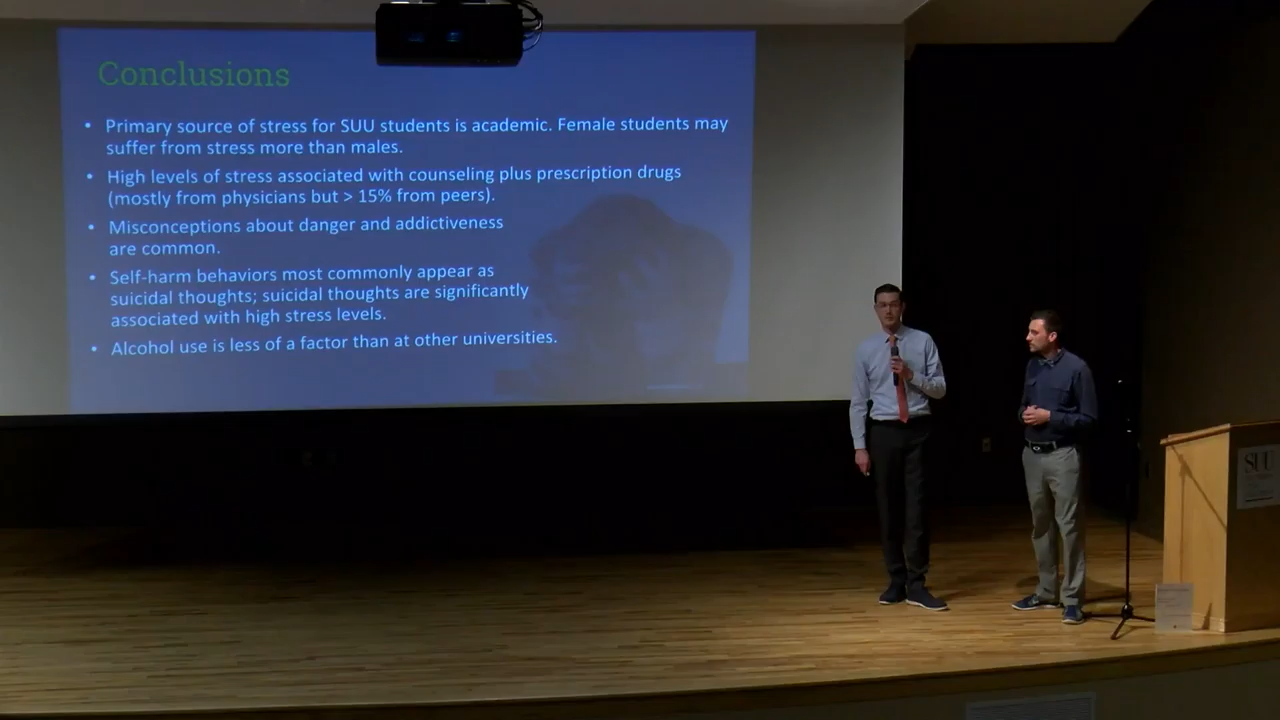 Conclusions
• Primary source of stress for SUU students is academic. Female students may
suffer from stress more than males.
• High levels of stress associated with counseling plus prescription drugs
(mostly from physicians but > 15% from peers).
• Misconceptions about danger and addictiveness
are common.
• Self-harm behaviors most commonly appear as
suicidal thoughts; suicidal thoughts are significantly
associated with high stress levels.
• Alcohol use is less of a factor than at other universities.
SUU